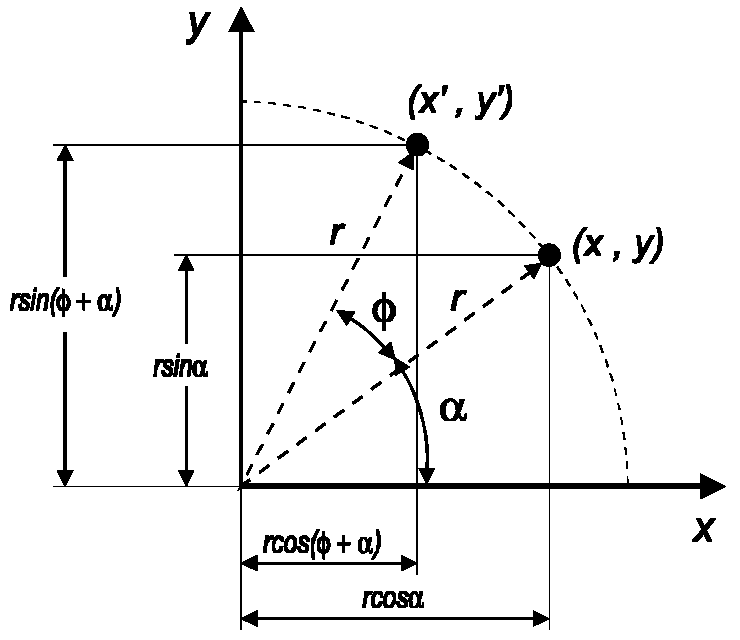 y
(x' , y')
r
(x , y)
r
rsin(ϕ + α)
ϕ
rsinα
α
x
rcos(ϕ + α)
rcosα